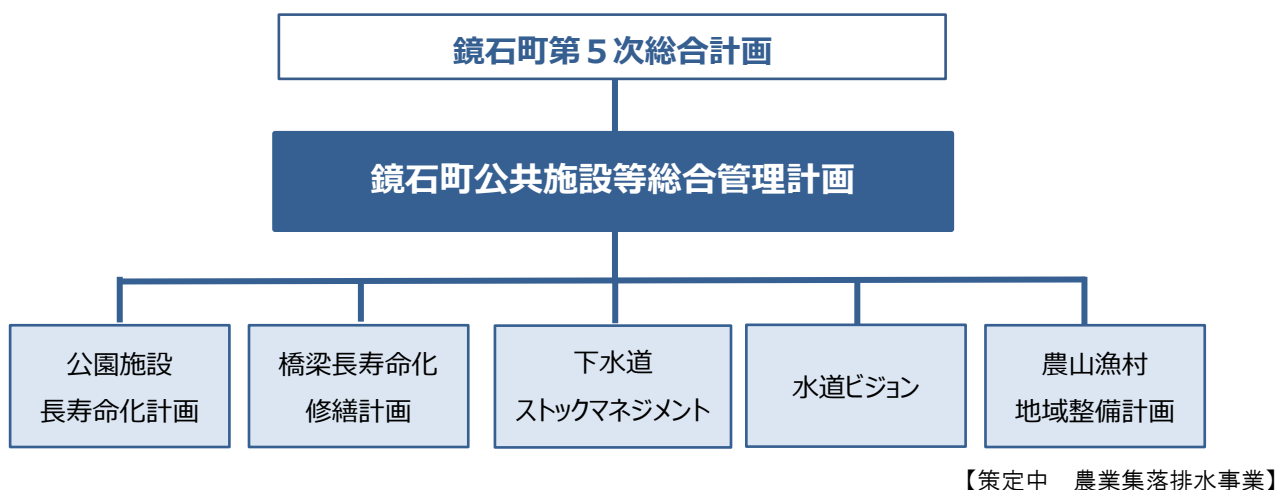 鏡石町第５次総合計画
鏡石町公共施設等総合管理計画
公園施設
長寿命化計画
橋梁長寿命化
修繕計画
下水道
ストックマネジメント
水道ビジョン
農山漁村
地域整備計画
【策定中　農業集落排水事業】